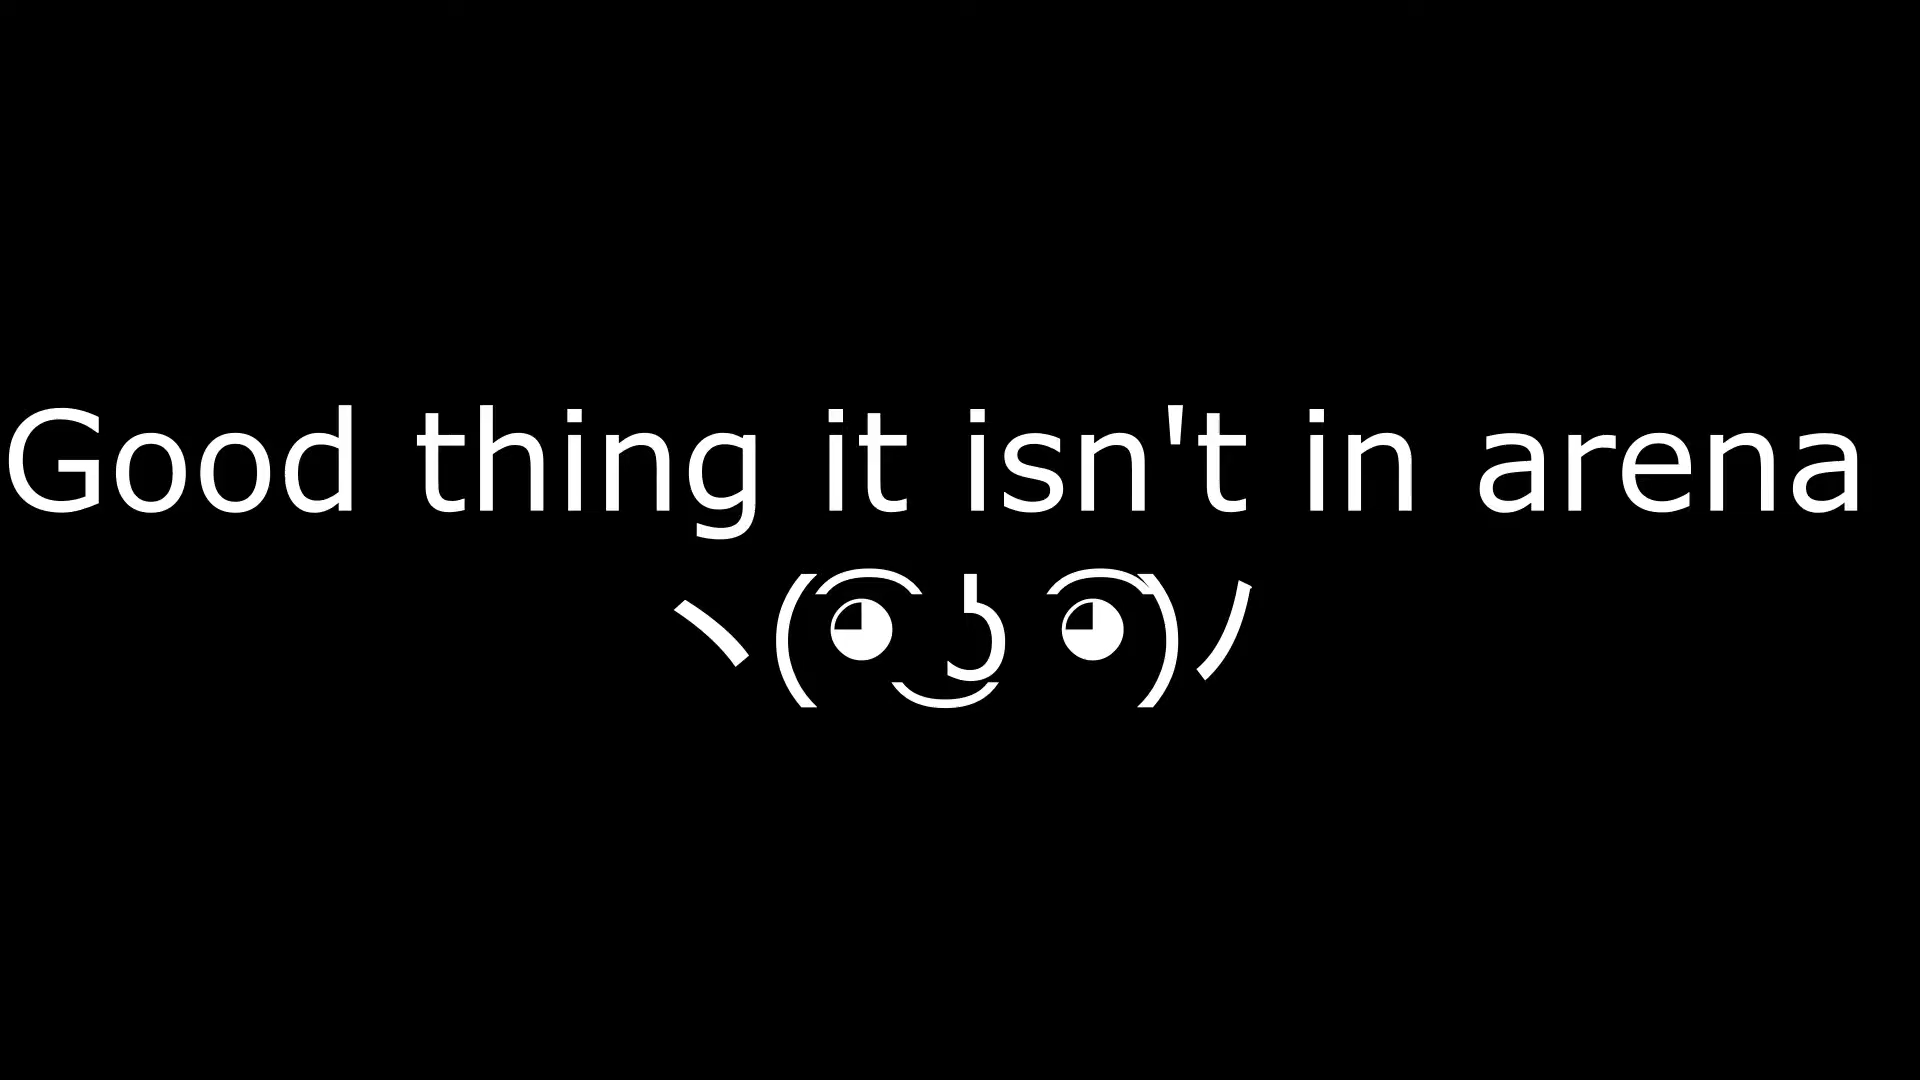 Good thing it isn't in arena
ヽ( ͡◕ ͜ʖ ͡◕)ﾉ